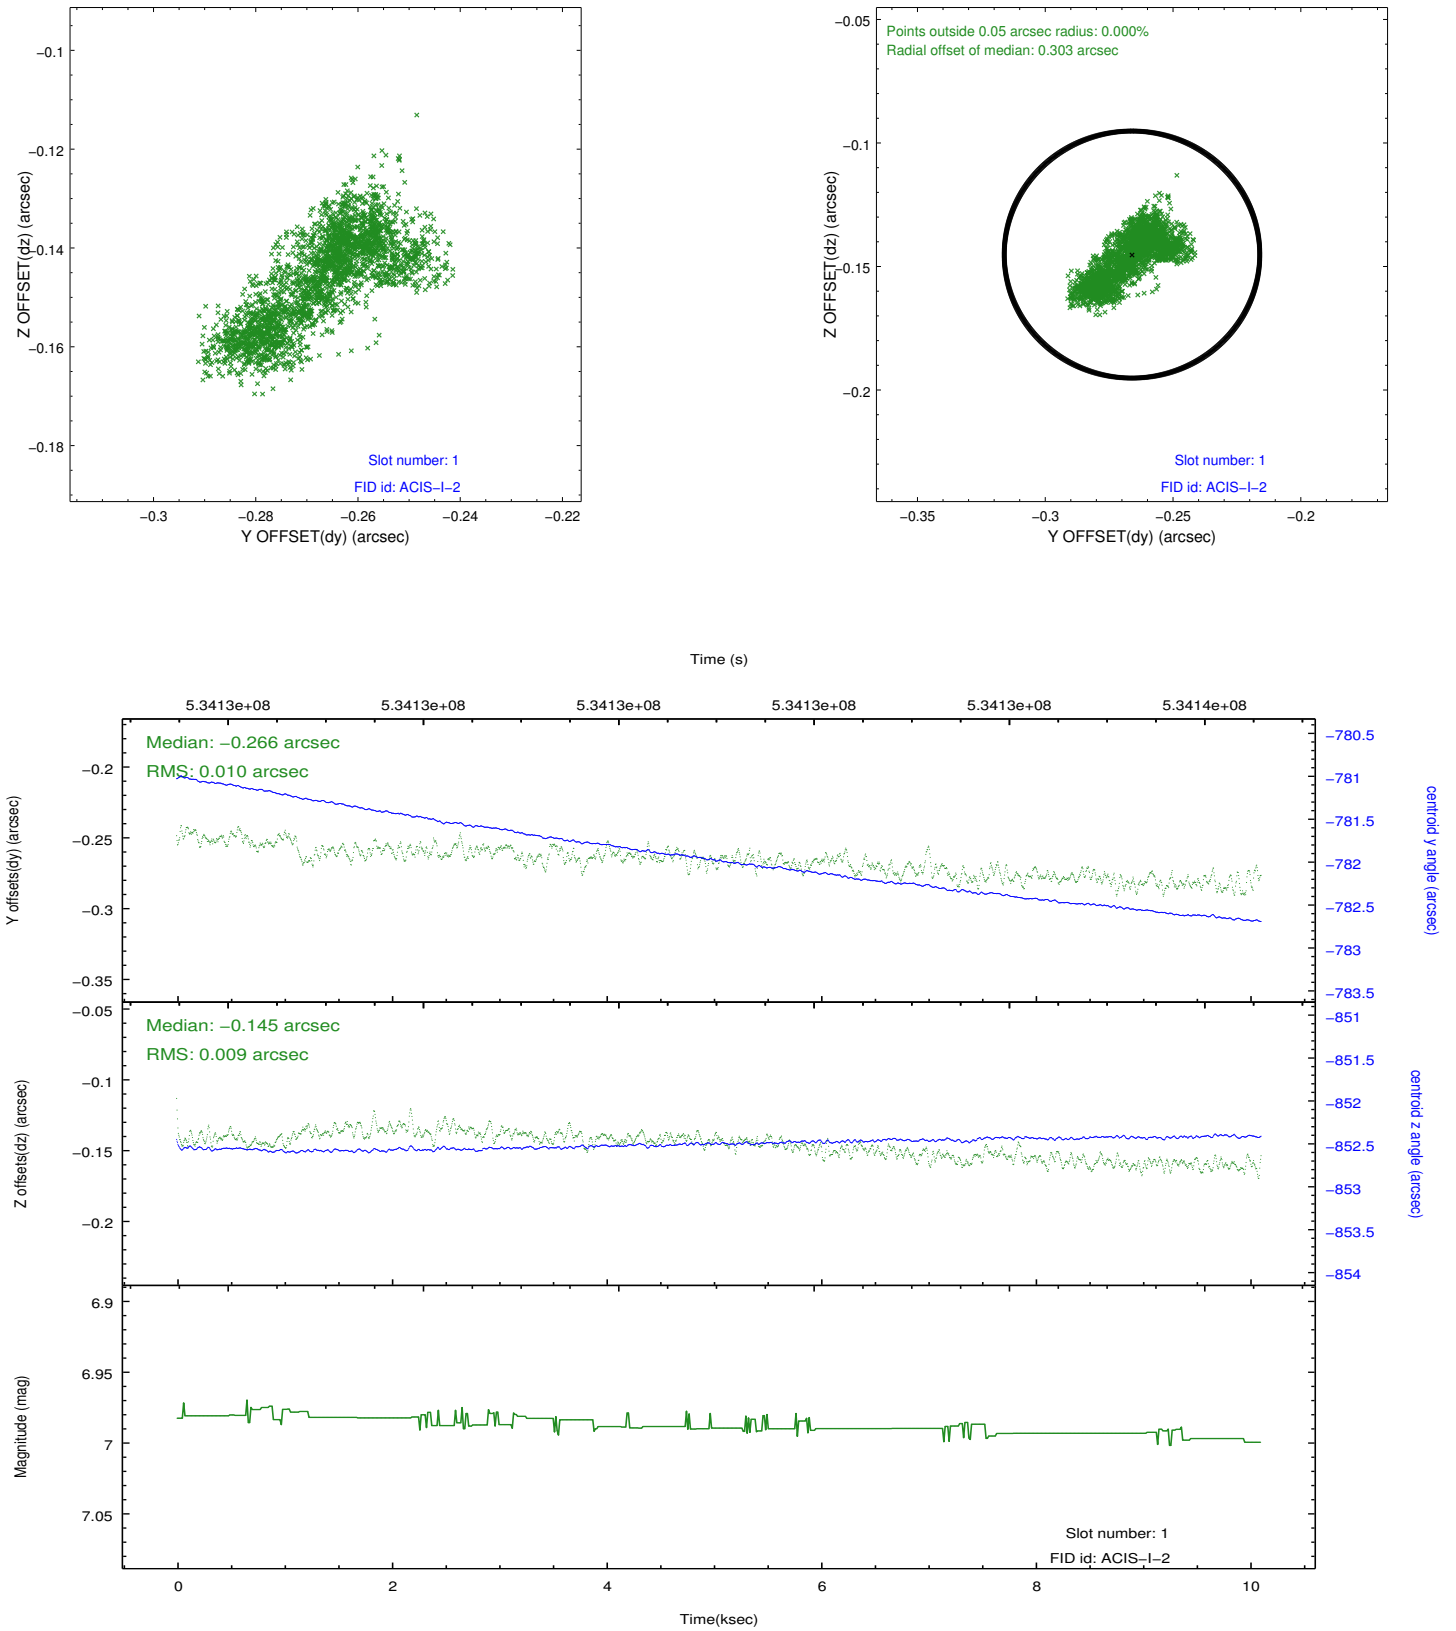 −0.1
−0.12
−0.14
−0.16
−0.18
Z OFFSET(dz) (arcsec)
Slot number: 1
FID id: ACIS−I−2
−0.3
−0.28
−0.26
−0.24
−0.22
Y OFFSET(dy) (arcsec)
Points outside 0.05 arcsec radius: 0.000%
Radial offset of median: 0.303 arcsec
−0.05
−0.1
−0.15
−0.2
Z OFFSET(dz) (arcsec)
Slot number: 1
FID id: ACIS−I−2
−0.35
−0.3
−0.25
−0.2
Y OFFSET(dy) (arcsec)
Time (s)
5.3413e+08
5.3413e+08
5.3413e+08
5.3413e+08
5.3413e+08
5.3414e+08
Median: −0.266 arcsec
RMS: 0.010 arcsec
−0.2
−0.25
−0.3
−0.35
Y offsets(dy) (arcsec)
−780.5
−781
−781.5
−782
−782.5
−783
−783.5
centroid y angle (arcsec)
Median: −0.145 arcsec
RMS: 0.009 arcsec
−0.05
−0.1
−0.15
−0.2
Z offsets(dz) (arcsec)
−851
−851.5
−852
−852.5
−853
−853.5
−854
centroid z angle (arcsec)
6.9
6.95
7
7.05
Magnitude (mag)
Slot number: 1
FID id: ACIS−I−2
0
2
4
6
8
10
Time(ksec)